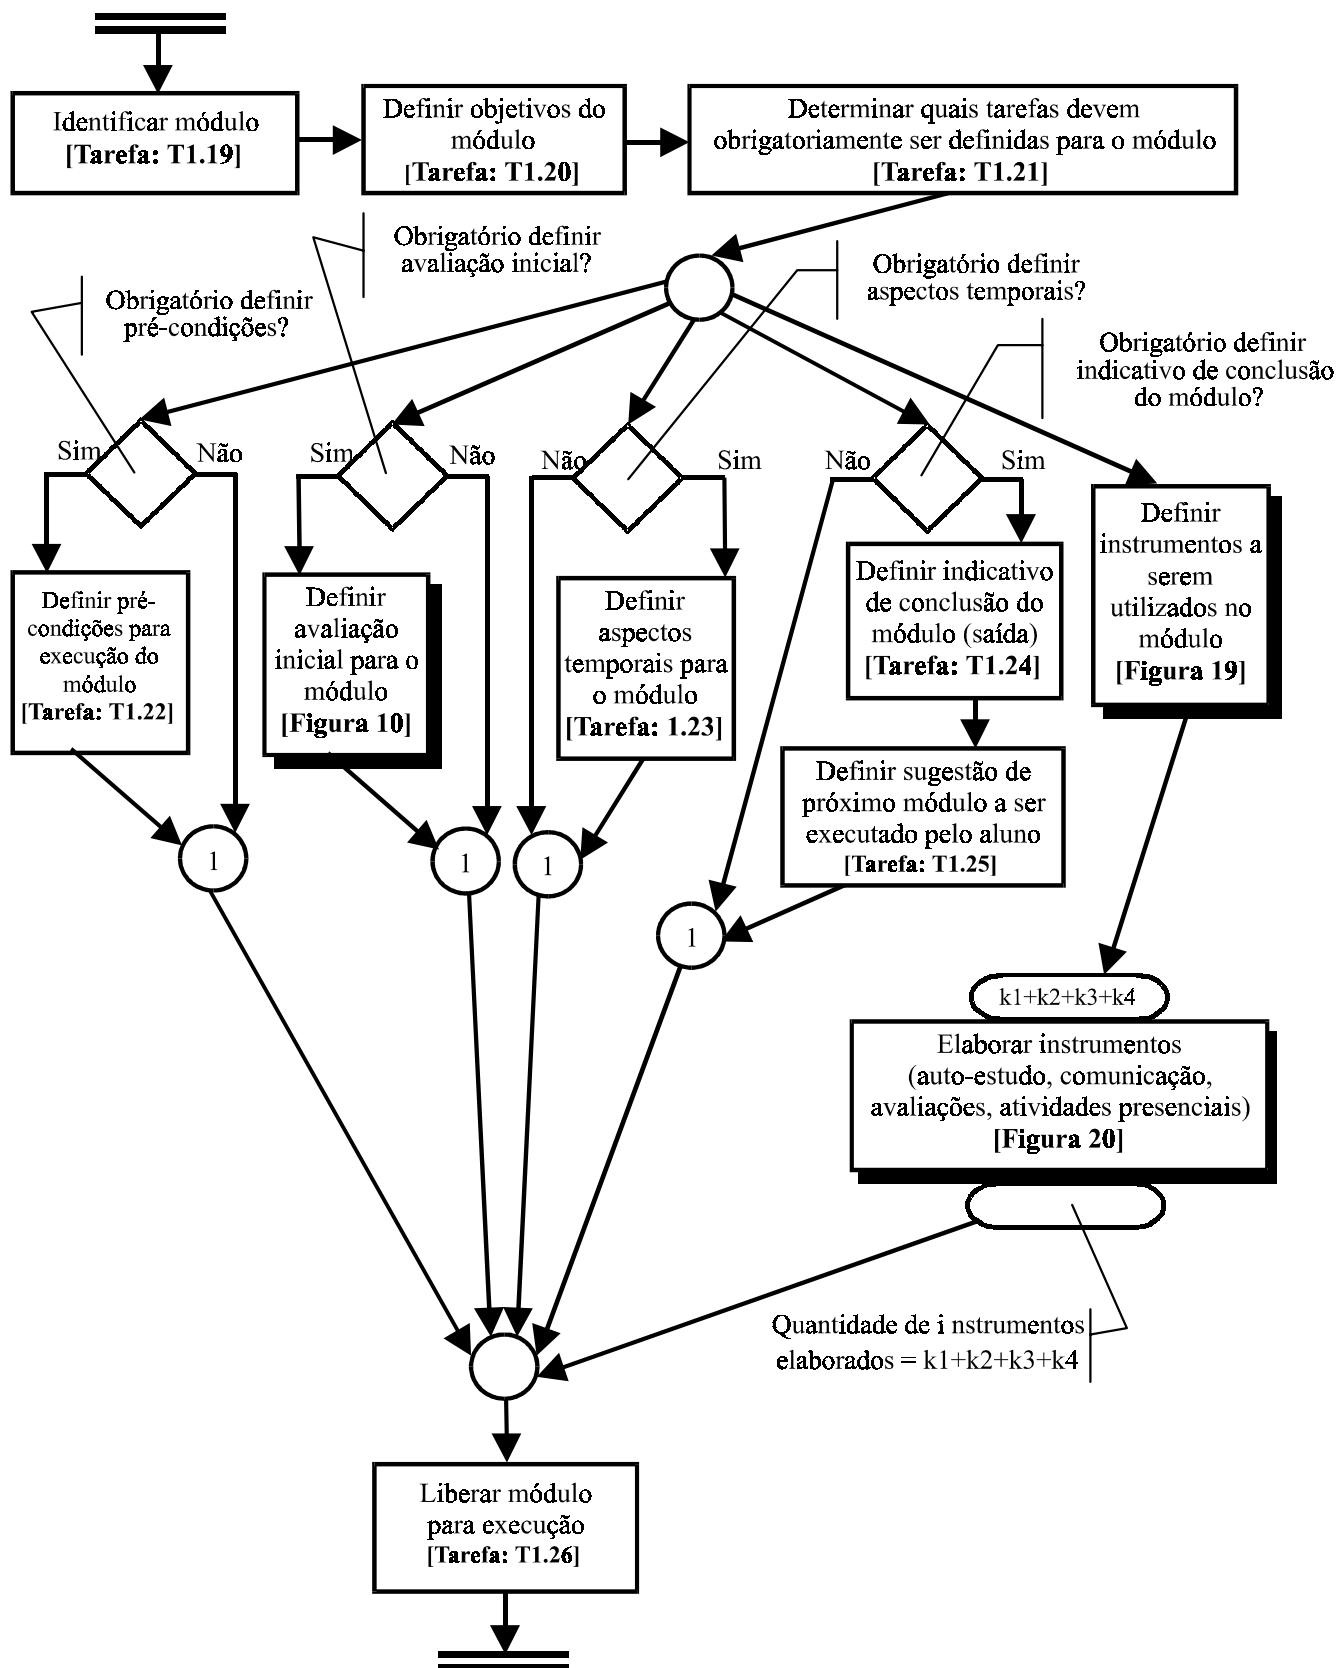 Identificar módulo
[Tarefa: T1.19]
Definir objetivos do
módulo
[Tarefa: T1.20]
Determinar quais tarefas devem
obrigatoriamente ser definidas para o módulo
[Tarefa: T1.21]
Obrigatório definir
pré-condições?
Obrigatório definir
avaliação inicial?
Obrigatório definir
aspectos temporais?
Obrigatório definir
indicativo de conclusão
do módulo?
Sim
Não
Sim
Não
Não
Sim
Não
Sim
Definir pré-
condições para
execução do
módulo
[Tarefa: T1.22]
Definir
avaliação
inicial para o
módulo
[Figura 10]
Definir
aspectos
temporais para
o módulo
[Tarefa: 1.23]
Definir indicativo
de conclusão do
módulo (saída)
[Tarefa: T1.24]
Definir
instrumentos a
serem
utilizados no
módulo
[Figura 19]
Definir sugestão de
próximo módulo a ser
executado pelo aluno
[Tarefa: T1.25]
1
1
1
1
k1+k2+k3+k4
Elaborar instrumentos
(auto-estudo, comunicação,
avaliações, atividades presenciais)
[Figura 20]
Quantidade de i nstrumentos
elaborados = k1+k2+k3+k4
Liberar módulo
para execução
[Tarefa: T1.26]